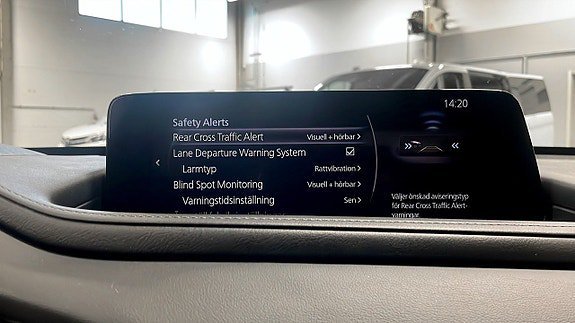 14:20
Safety Alerts
Rear Cross Traffic Alert Visuell + hörbar
Lane Departure Warning System
Larmtyp Rattvibration
Blind Spot Monitoring Visuell + hörbar
Varningstidsinställning Sen
Väljer önskad aviseringstyp
för Rear Cross Traffic Alert-
varningar